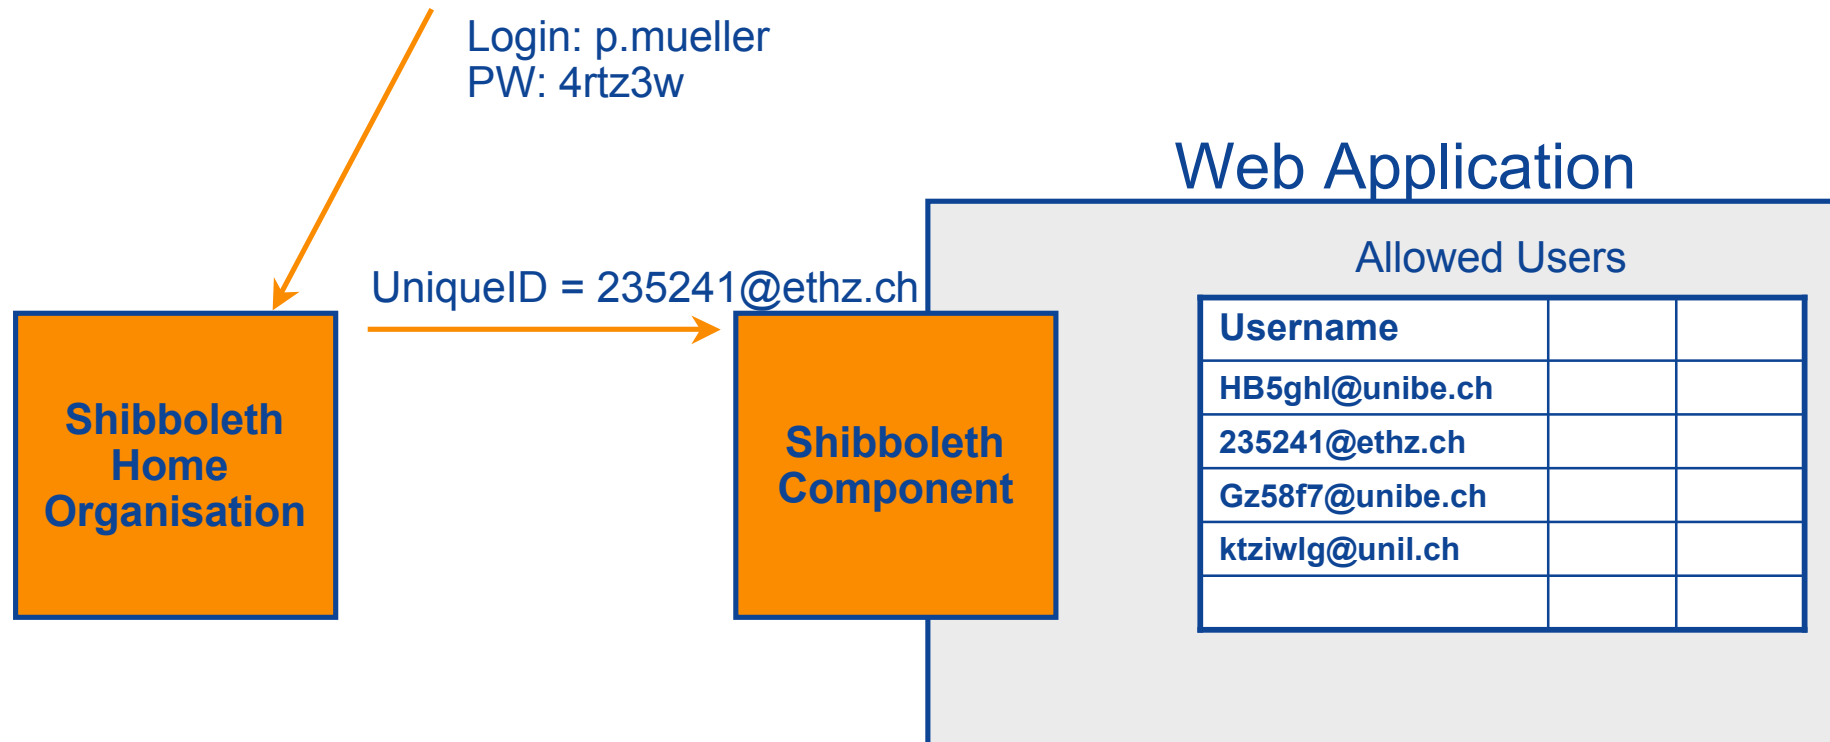 Login: p.mueller
PW: 4rtz3w
Web Application
Allowed Users
UniqueID = 235241@ethz.ch
Shibboleth
Home
Organisation
Shibboleth
Component
Username
HB5ghl@unibe.ch
235241@ethz.ch
Gz58f7@unibe.ch
ktziwlg@unil.ch